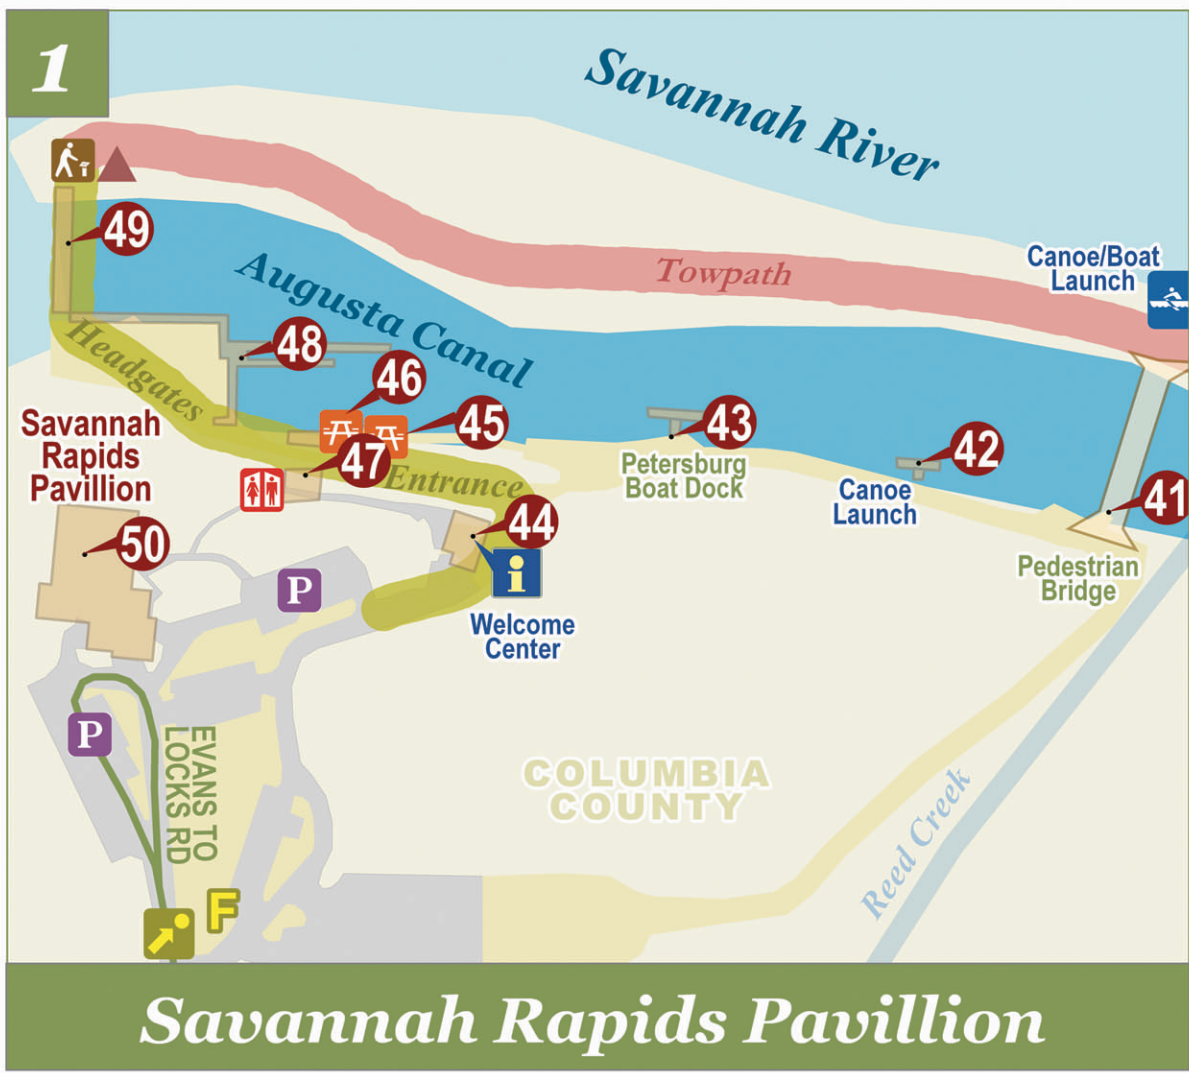 1
Savannah River
Canoe/Boat
Launch
Towpath
49
Augusta Canal
48
Headgates
46
45
43
42
41
47
Entrance
44
Savannah
Rapids
Pavillion
50
Petersburg
Boat Dock
Canoe
Launch
Pedestrian
Bridge
P
i
Welcome
Center
P
EVANS TO
LOCKS RD
COLUMBIA
COUNTY
Reed Creek
F
Savannah Rapids Pavillion